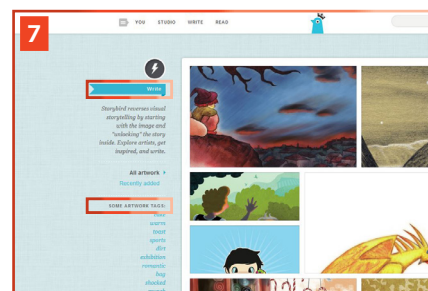 7
YOU STUDIO WRITE READ
Write
Storybird reverses visual
storytelling by starting
with the image and
"unlocking" the story
inside. Explore artists, get
inspired, and write.
All artwork
Recently added
SOME ARTWORK TAGS:
warm
toast
sports
dirt
exhibition
romantic
hug
shocked